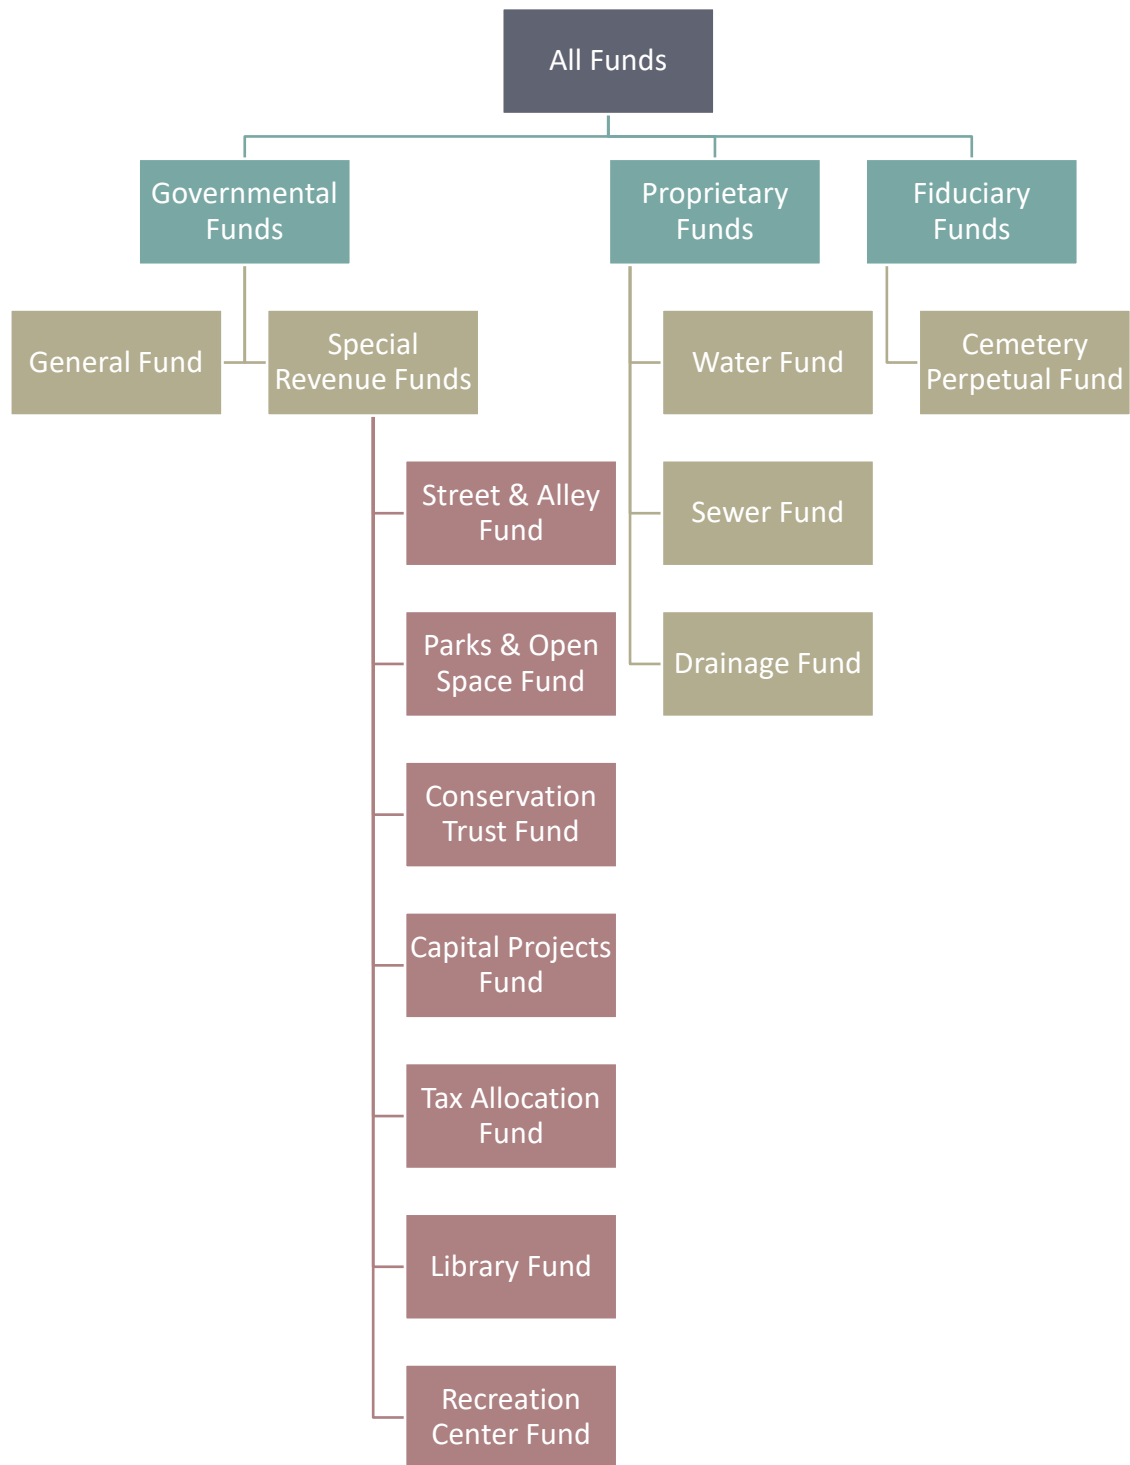 All Funds
Governmental
Funds
Proprietary
Funds
Fiduciary
Funds
General Fund
Special
Revenue Funds
Water Fund
Cemetery
Perpetual Fund
Street & Alley
Fund
Sewer Fund
Parks & Open
Space Fund
Drainage Fund
Conservation
Trust Fund
Capital Projects
Fund
Tax Allocation
Fund
Library Fund
Recreation
Center Fund